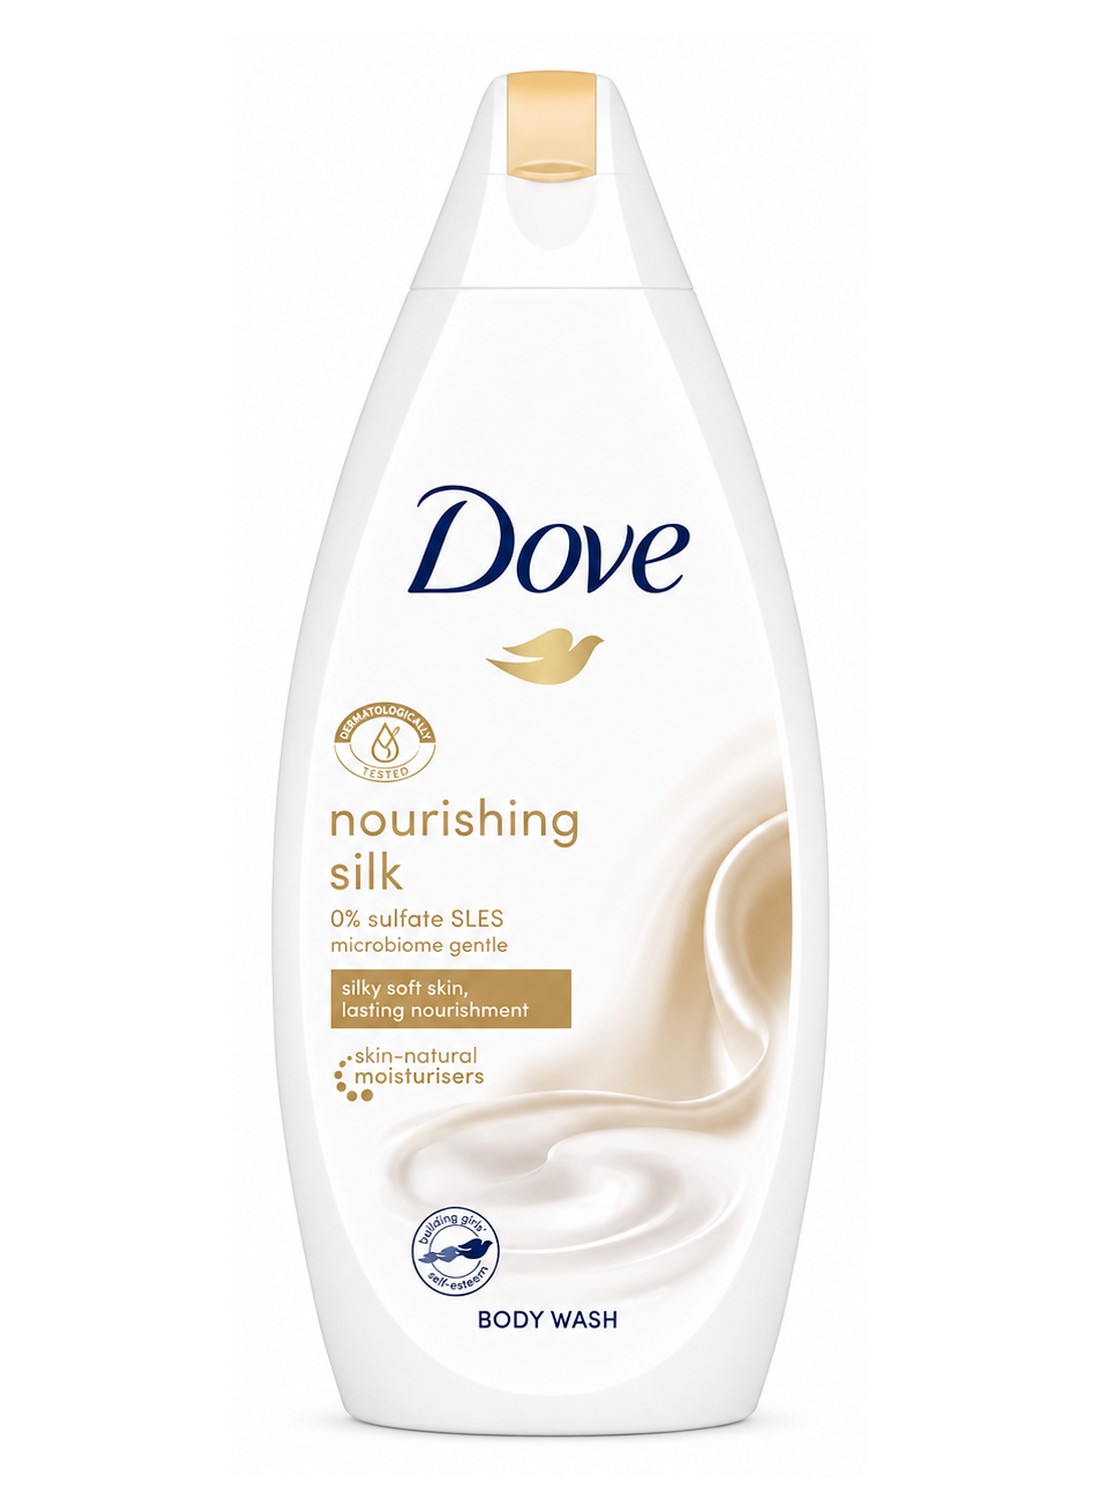 Dove
DERMATOLOGICALLY
TESTED
nourishing
silk
0% sulfate SLES
microbiome gentle
silky soft skin,
lasting nourishment
skin-natural
moisturisers
building girls'
self-esteem
BODY WASH